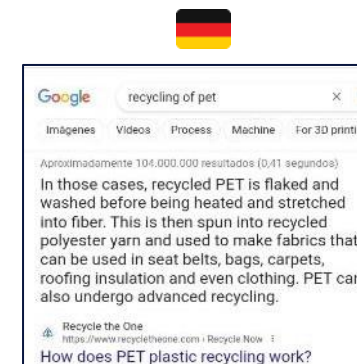 Google recycling of pet
Imágenes Videos Process Machine For 3D printi
Aproximadamente 104.000.000 resultados (0,41 segundos)
In those cases, recycled PET is flaked and
washed before being heated and stretched
into fiber. This is then spun into recycled
polyester yarn and used to make fabrics that
can be used in seat belts, bags, carpets,
roofing insulation and even clothing. PET can
also undergo advanced recycling.
Recycle the One
https://www.recycletheone.com › Recycle Now
How does PET plastic recycling work?